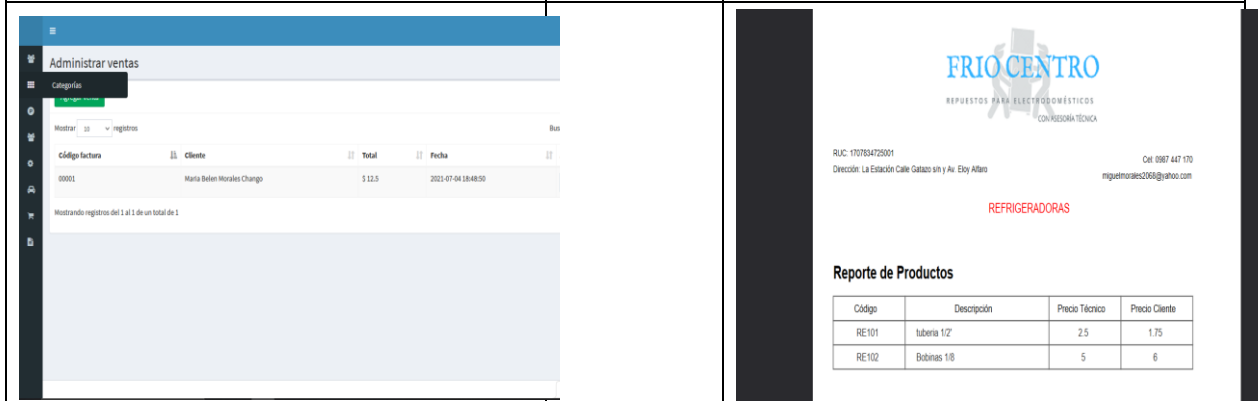 Administrar ventas
Categorías
Mostrar 10 registros
Bus
Código factura Cliente Total Fecha
00001 Maria Belen Morales Chango $ 12.5 2021-07-04 18:48:50
Mostrando registros del 1 al 1 de un total de 1
FRIO CENTRO
REPUESTOS PARA ELECTRODOMÉSTICOS
CON ASESORÍA TÉCNICA
RUC: 1707834725001
Cel: 0987 447 170
Dirección: La Estación Calle Gatazo s/n y Av. Eloy Alfaro
miguelmorales2068@yahoo.com
REFRIGERADORAS
Reporte de Productos
Código Descripción Precio Técnico Precio Cliente
RE101 tuberia 1/2' 2.5 1.75
RE102 Bobinas 1/8 5 6